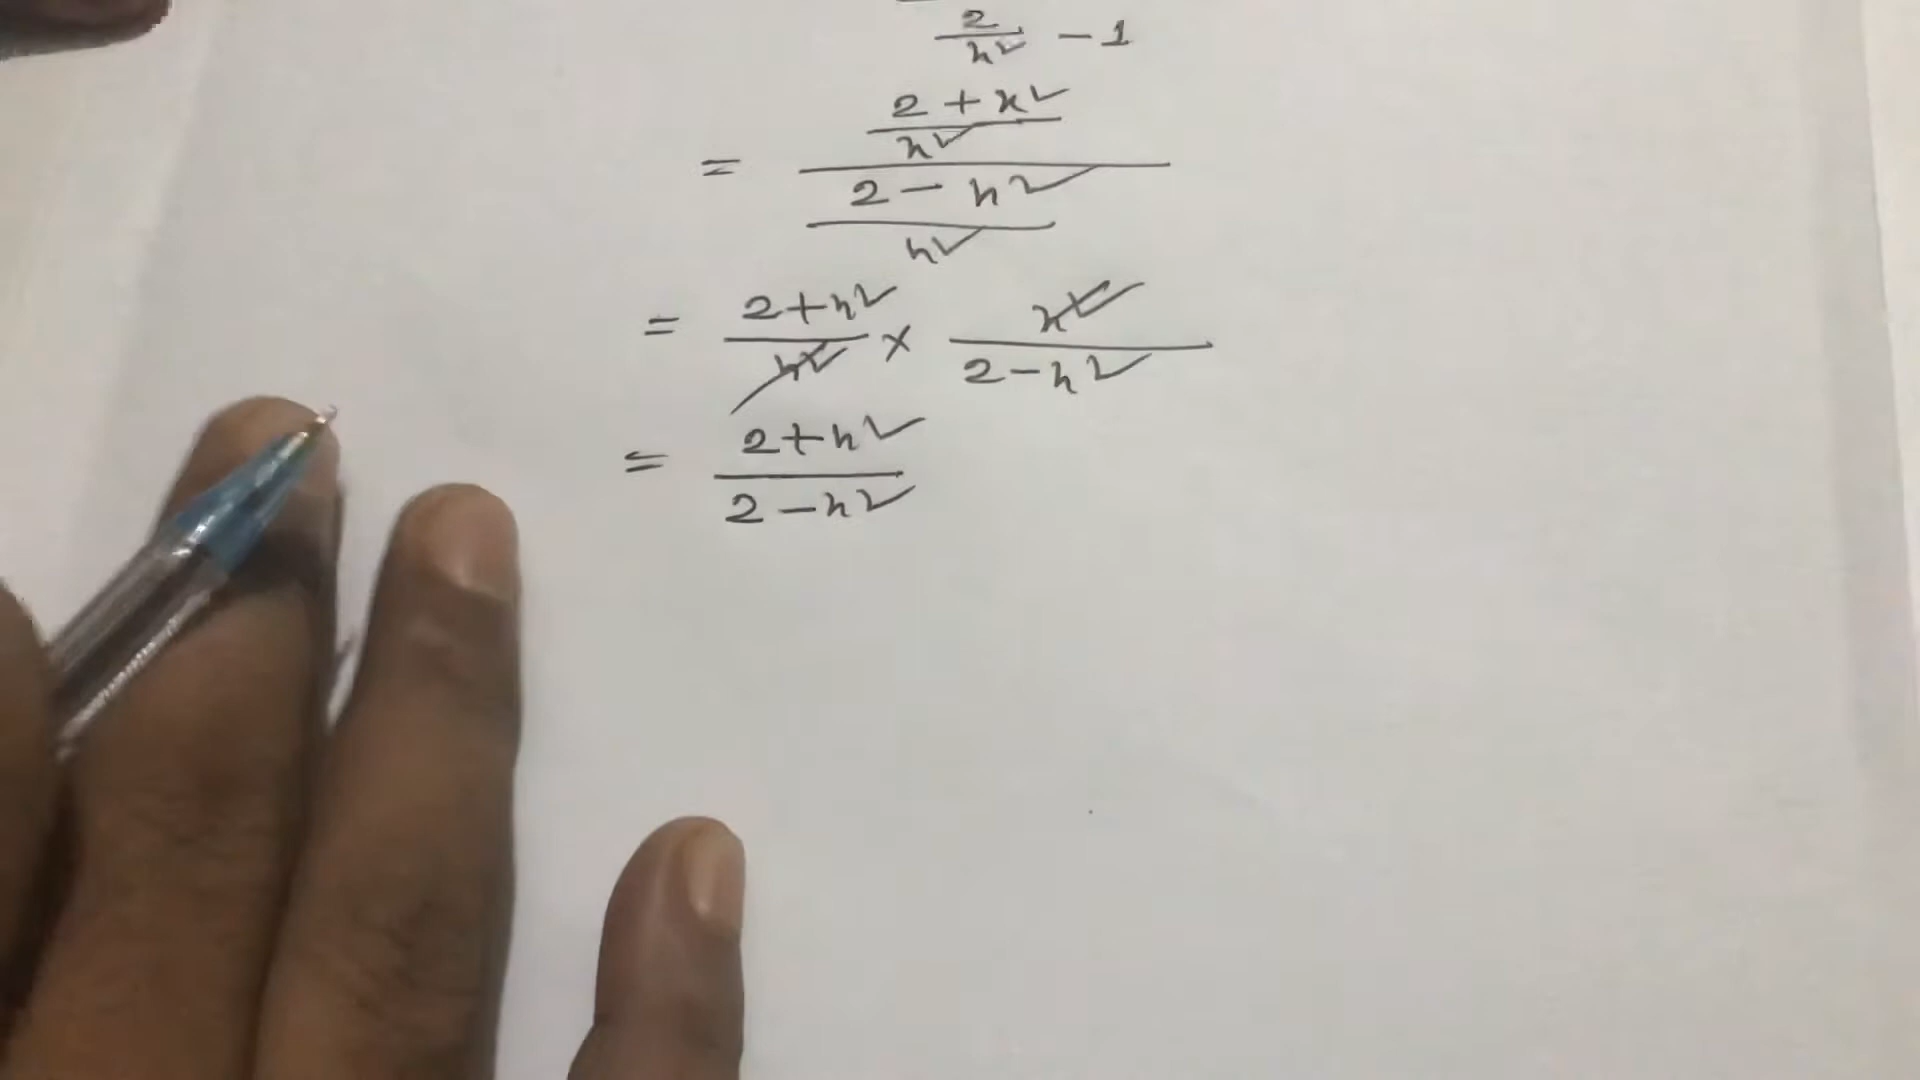 2/x² - 1
= (2 + x²)/x² / (2 - x²)/x²
= (2+x²)/x² × x²/(2-x²)
= (2+x²)/(2-x²)